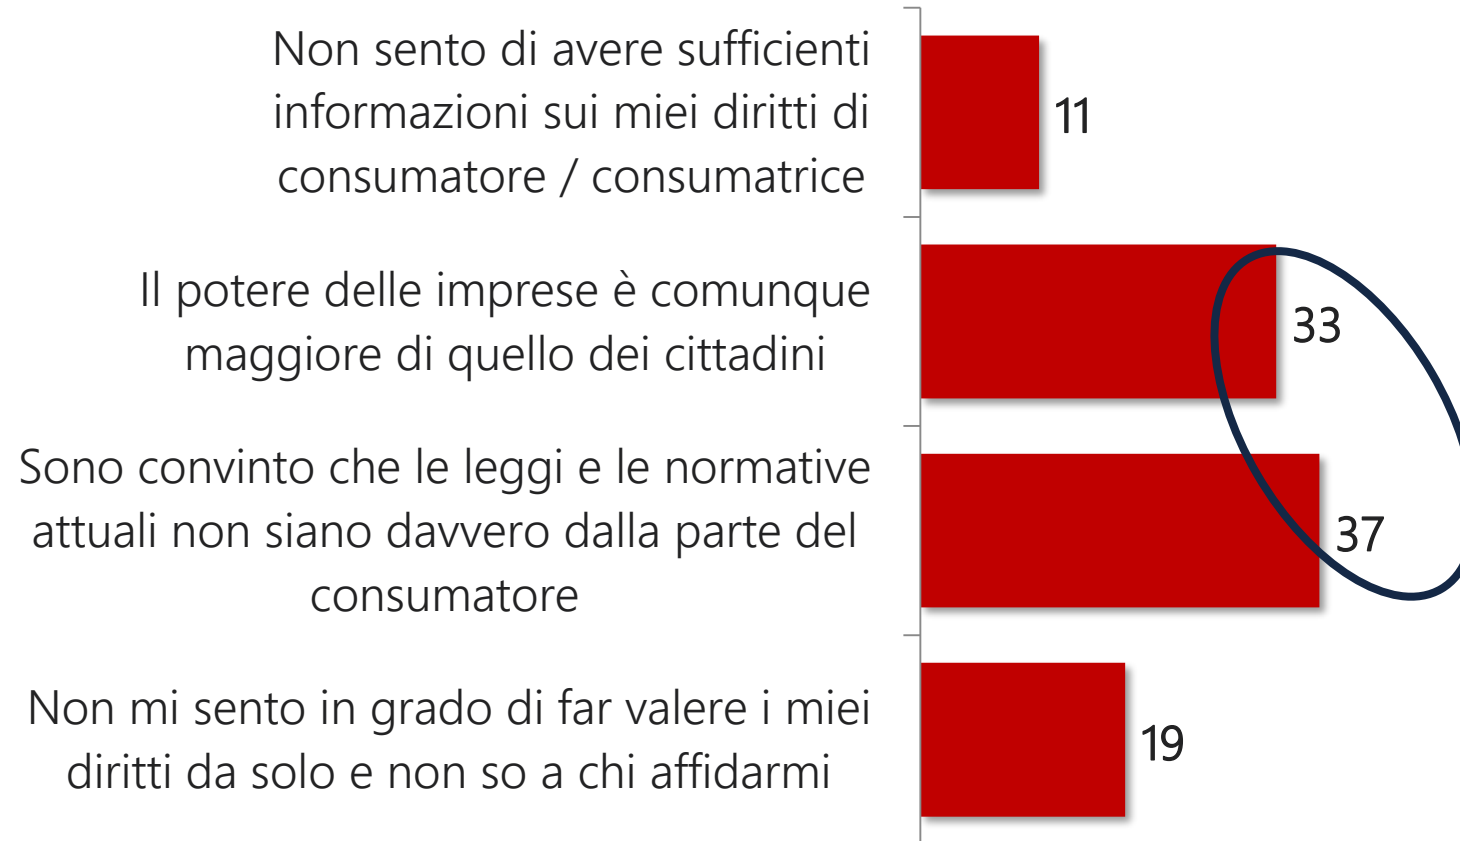 Non sento di avere sufficienti
informazioni sui miei diritti di
consumatore / consumatrice
11
Il potere delle imprese è comunque
maggiore di quello dei cittadini
33
Sono convinto che le leggi e le normative
attuali non siano davvero dalla parte del
consumatore
37
Non mi sento in grado di far valere i miei
diritti da solo e non so a chi affidarmi
19